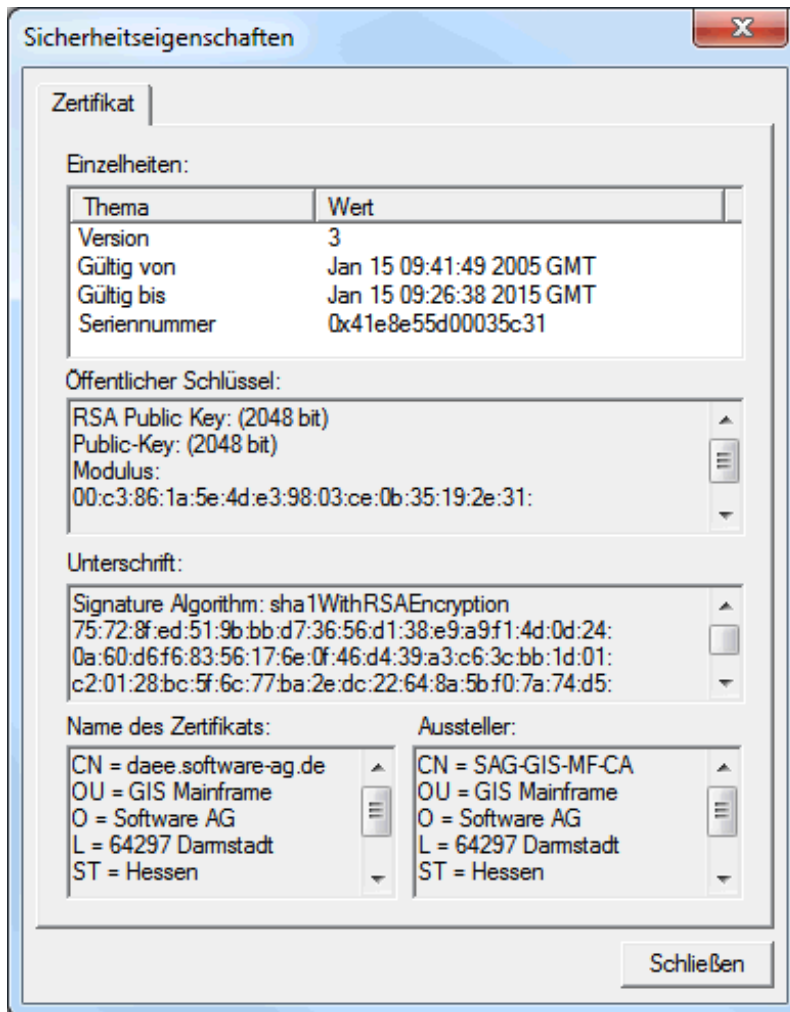 Sicherheitseigenschaften
Zertifikat
Einzelheiten:
Thema Wert
Version 3
Gültig von Jan 15 09:41:49 2005 GMT
Gültig bis Jan 15 09:26:38 2015 GMT
Seriennummer 0x41e8e55d00035c31
Öffentlicher Schlüssel:
RSA Public Key: (2048 bit)
Public-Key: (2048 bit)
Modulus:
00:c3:86:1a:5e:4d:e3:98:03:ce:0b:35:19:2e:31:
Unterschrift:
Signature Algorithm: sha1WithRSAEncryption
75:72:8f:ed:51:9b:bb:d7:36:56:d1:38:e9:a9:f1:4d:0d:24:
0a:60:d6:f6:83:56:17:6e:0f:46:d4:39:a3:c6:3c:bb:1d:01:
c2:01:28:bc:5f:6c:77:ba:2e:dc:22:64:8a:5b:f0:7a:74:d5:
Name des Zertifikats:
CN = daee.software-ag.de
OU = GIS Mainframe
O = Software AG
L = 64297 Darmstadt
ST = Hessen
Aussteller:
CN = SAG-GIS-MF-CA
OU = GIS Mainframe
O = Software AG
L = 64297 Darmstadt
ST = Hessen
Schließen